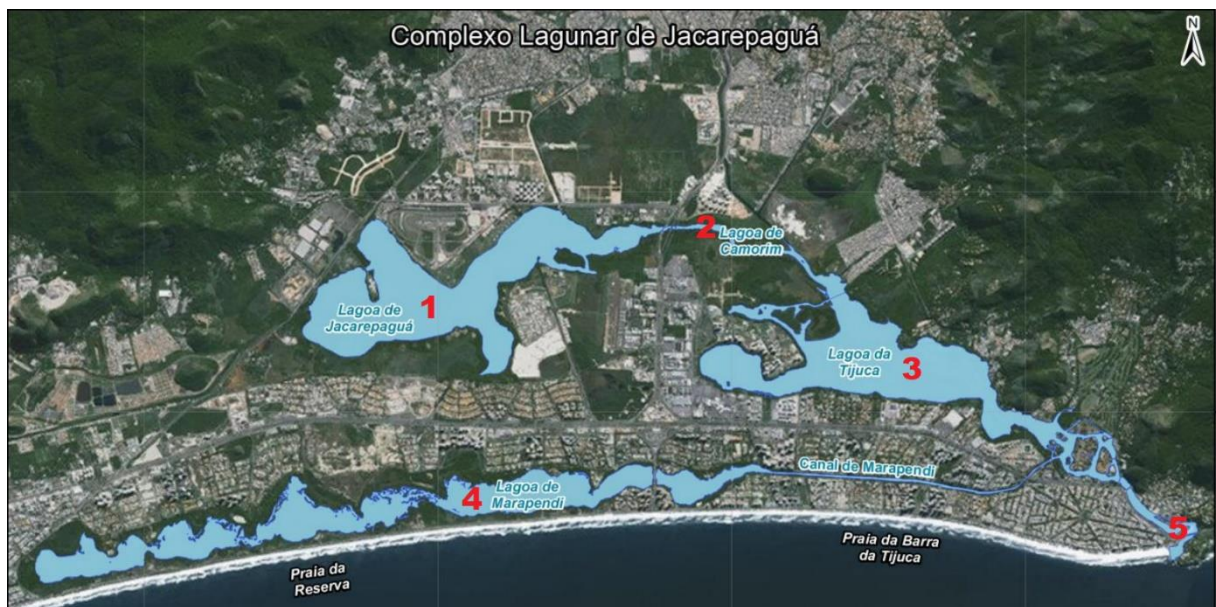 Complexo Lagunar de Jacarepaguá
N
2
Lagoa de
Camorim
1
Lagoa de
Jacarepaguá
Lagoa da
Tijuca
3
Canal de Marapendi
Lagoa de
Marapendi
4
5
Praia da Barra
da Tijuca
Praia da
Reserva